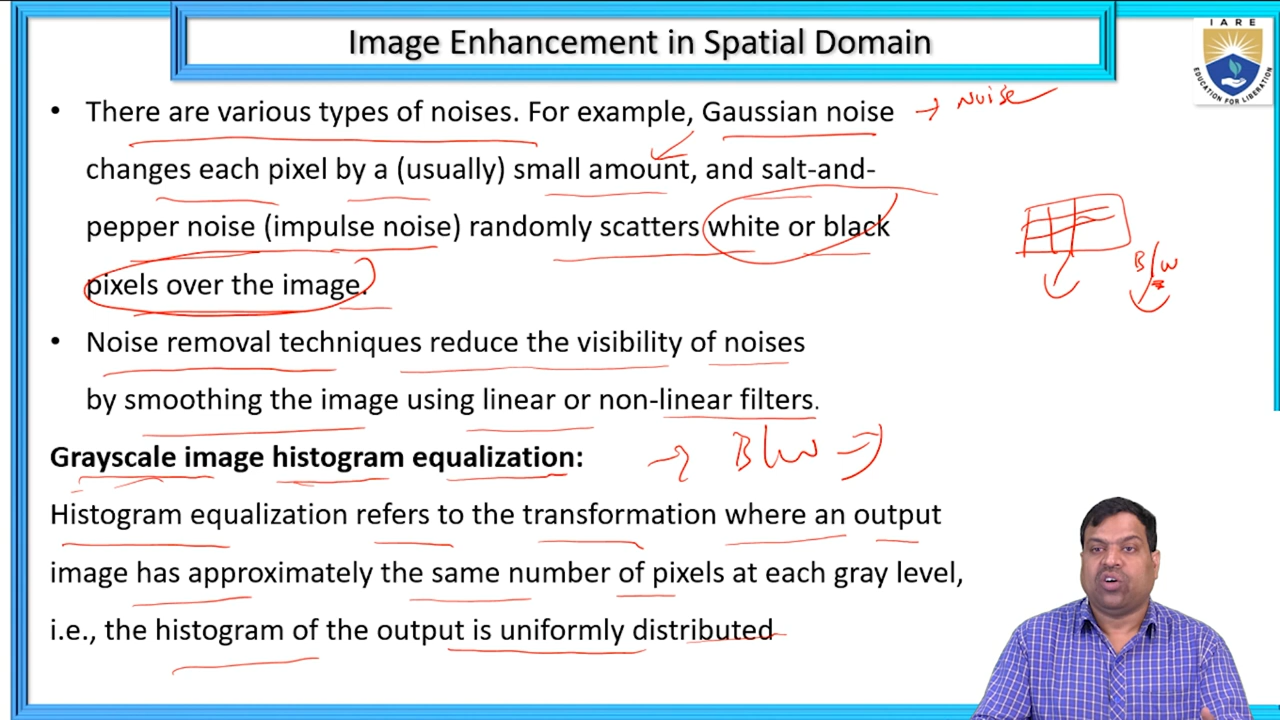 Image Enhancement in Spatial Domain
IARE
EDUCATION FOR LIBERATION
• There are various types of noises. For example, Gaussian noise → Noise
changes each pixel by a (usually) small amount, and salt-and-
pepper noise (impulse noise) randomly scatters white or black
pixels over the image.
B/W
• Noise removal techniques reduce the visibility of noises
by smoothing the image using linear or non-linear filters.
Grayscale image histogram equalization: → B/W ⇒
Histogram equalization refers to the transformation where an output
image has approximately the same number of pixels at each gray level,
i.e., the histogram of the output is uniformly distributed